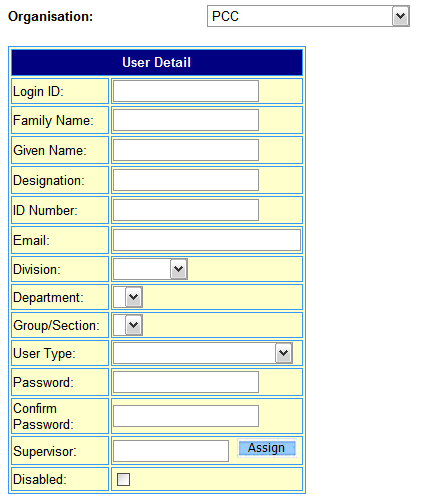 Organisation: PCC
User Detail
Login ID:
Family Name:
Given Name:
Designation:
ID Number:
Email:
Division:
Department:
Group/Section:
User Type:
Password:
Confirm
Password:
Supervisor: Assign
Disabled: